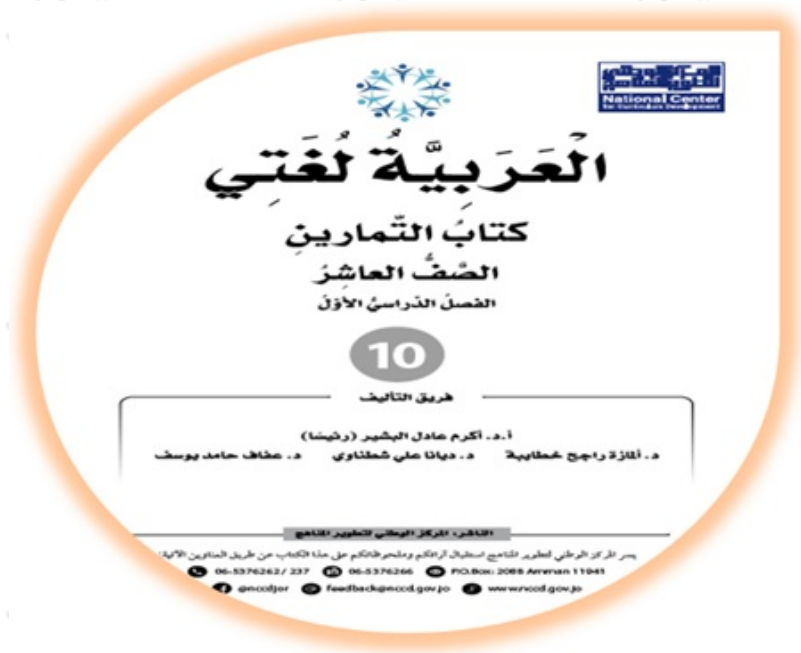 المركز الوطني
لتطوير المناهج
National Center
for Curriculum Development
الْعَرَبِيَّةُ لُغَتِي
كتابُ التّمارينِ
الصَّفُّ العاشِرُ
الفصلُ الدّراسيُّ الأوّلُ
10
فريق التأليف
أ.د. أكرم عادل البشير (رئيسًا)
د. ألمازة راجح خطايبة د. ديانا علي شطناوي د. عفاف حامد يوسف
الناشر: المركز الوطني لتطوير المناهج
يسر المركز الوطني لتطوير المناهج استقبال آرائكم وملحوظاتكم على هذا الكتاب عن طريق العناوين الآتية:
06-5376262 / 237 06-5376266 P.O.Box: 2088 Amman 11941
@nccdjor feedback@nccd.gov.jo www.nccd.gov.jo